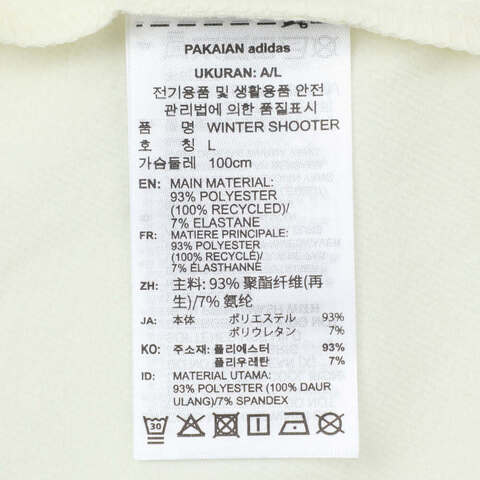 PAKAIAN adidas
UKURAN: A/L
전기용품 및 생활용품 안전
관리법에 의한 품질표시
품 명 WINTER SHOOTER
호 칭 L
가슴둘레 100cm
EN: MAIN MATERIAL:
93% POLYESTER
(100% RECYCLED)/
7% ELASTANE
FR: MATIERE PRINCIPALE:
93% POLYESTER
(100% RECYCLE)/
7% ÉLASTHANNE
ZH: 主料: 93% 聚酯纤维(再
生)/7% 氨纶
JA: 本体 ポリエステル 93%
ポリウレタン 7%
KO: 주소재: 폴리에스터 93%
폴리우레탄 7%
ID: MATERIAL UTAMA:
93% POLYESTER (100% DAUR
ULANG)/7% SPANDEX
30